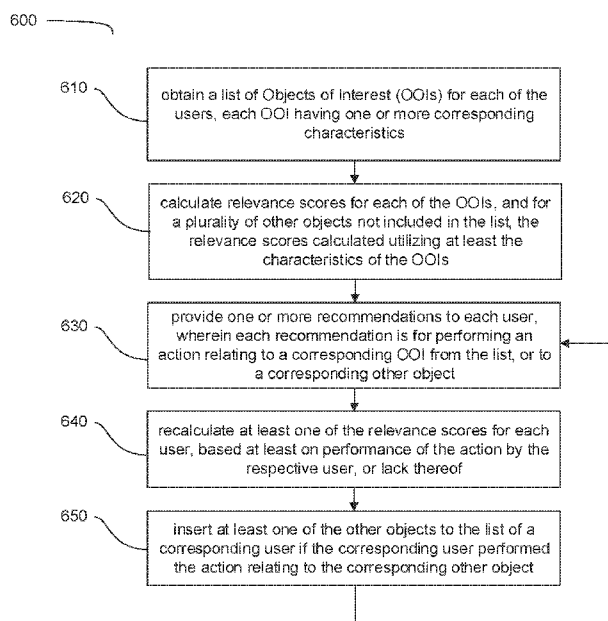 600
610
obtain a list of Objects of Interest (OOIs) for each of the
users, each OOI having one or more corresponding
characteristics
620
calculate relevance scores for each of the OOIs, and for
a plurality of other objects not included in the list, the
relevance scores calculated utilizing at least the
characteristics of the OOIs
630
provide one or more recommendations to each user,
wherein each recommendation is for performing an
action relating to a corresponding OOI from the list, or to
a corresponding other object
640
recalculate at least one of the relevance scores for each
user, based at least on performance of the action by the
respective user, or lack thereof
650
insert at least one of the other objects to the list of a
corresponding user if the corresponding user performed
the action relating to the corresponding other object